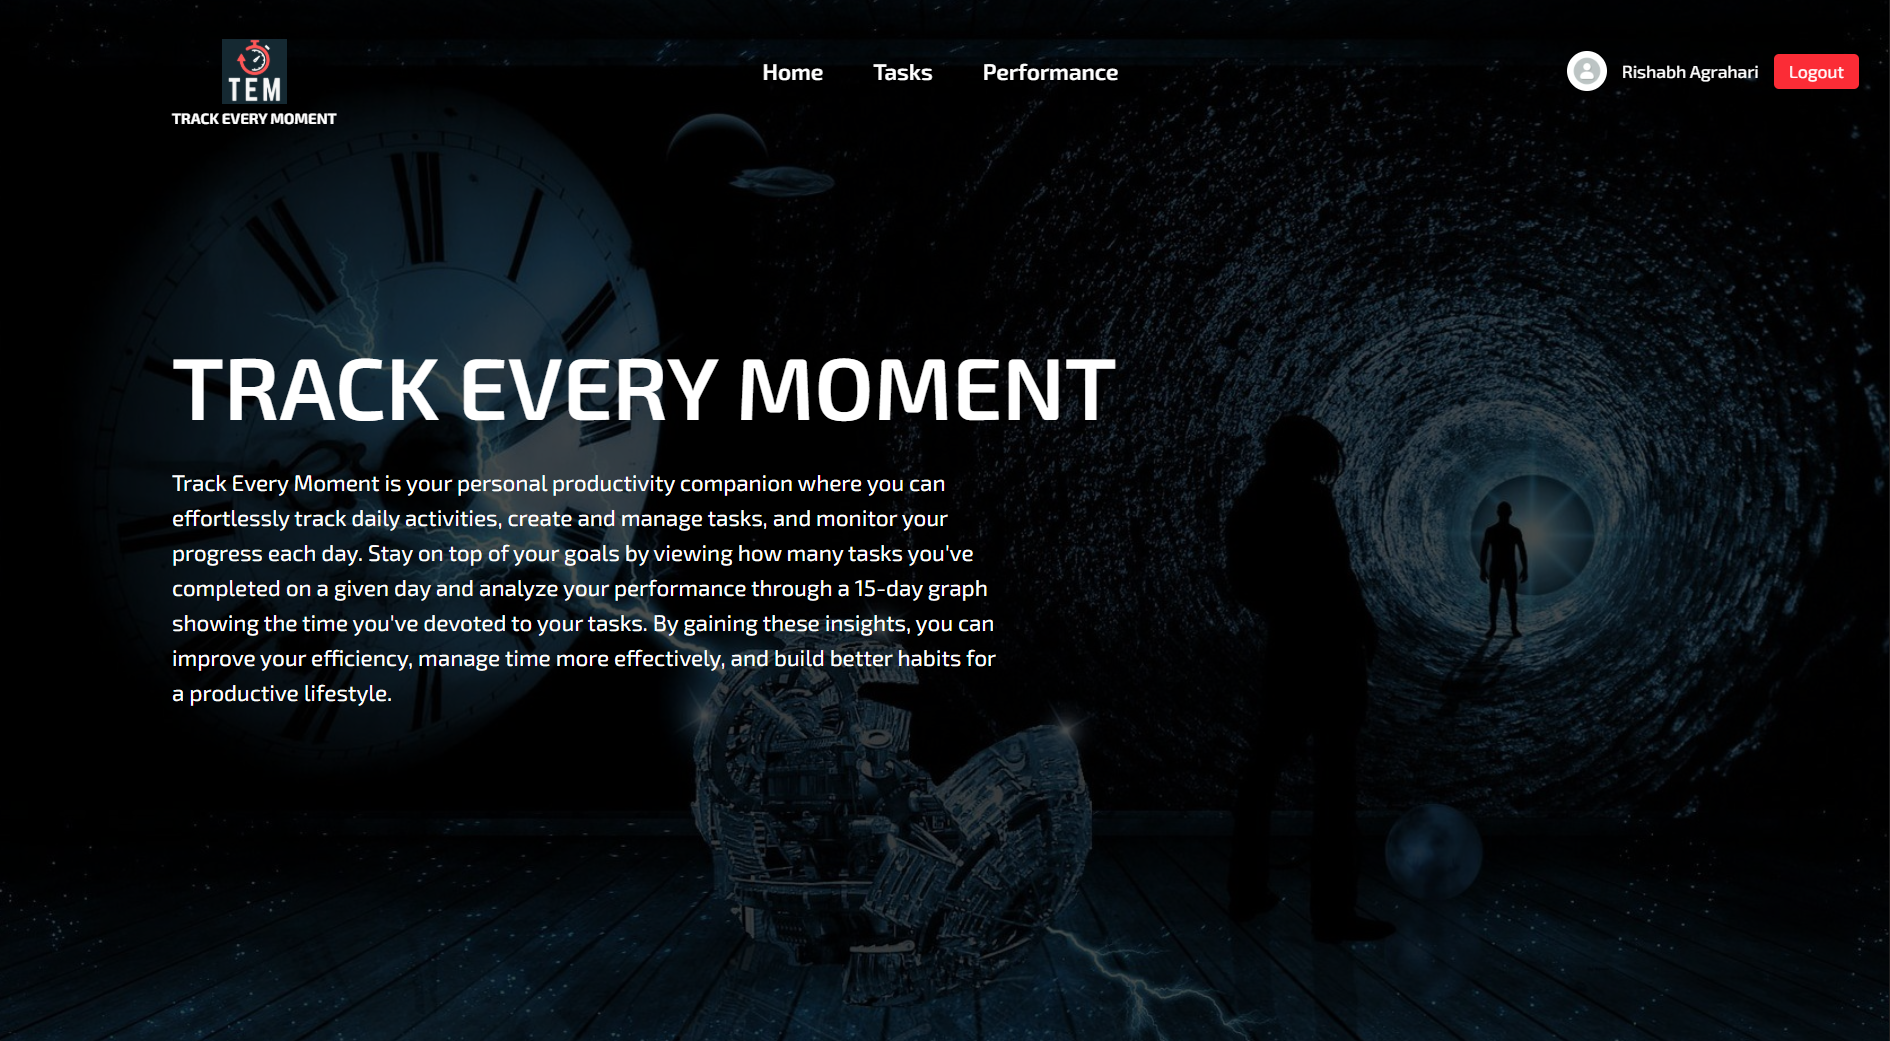 TEM
TRACK EVERY MOMENT
Home Tasks Performance
Rishabh Agrahari Logout
TRACK EVERY MOMENT
Track Every Moment is your personal productivity companion where you can
effortlessly track daily activities, create and manage tasks, and monitor your
progress each day. Stay on top of your goals by viewing how many tasks you've
completed on a given day and analyze your performance through a 15-day graph
showing the time you've devoted to your tasks. By gaining these insights, you can
improve your efficiency, manage time more effectively, and build better habits for
a productive lifestyle.